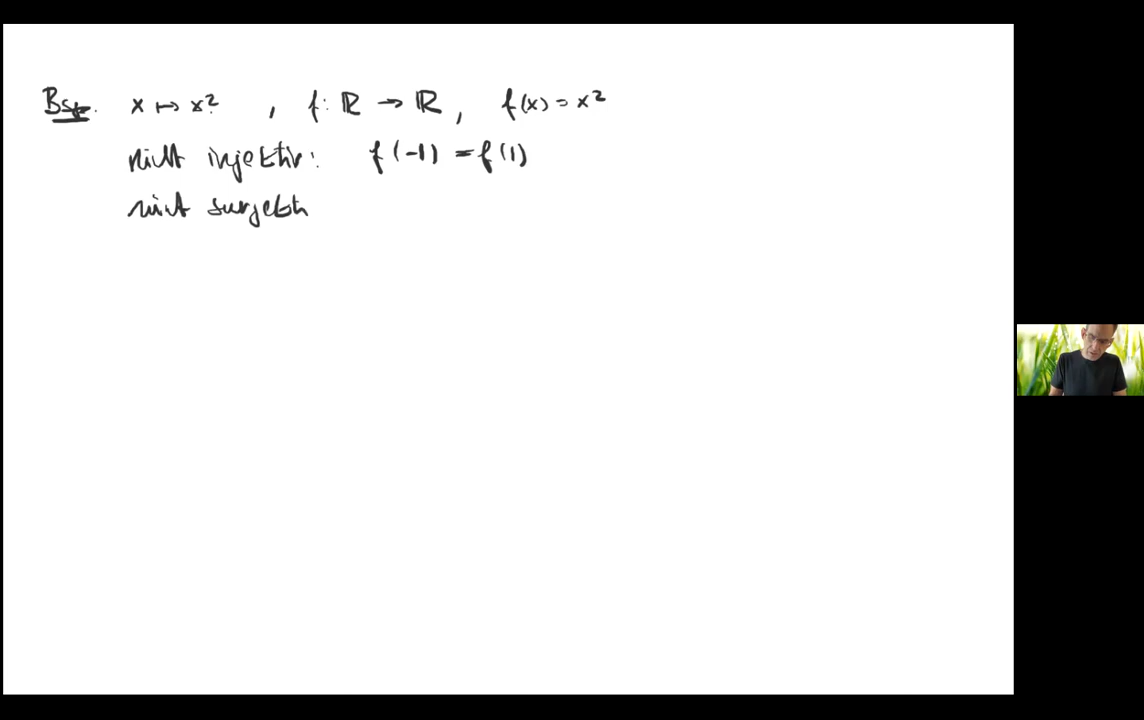 Bsp. x ↦ x² , f: ℝ → ℝ, f(x) = x²
nicht injektiv: f(-1) = f(1)
nicht surjektiv